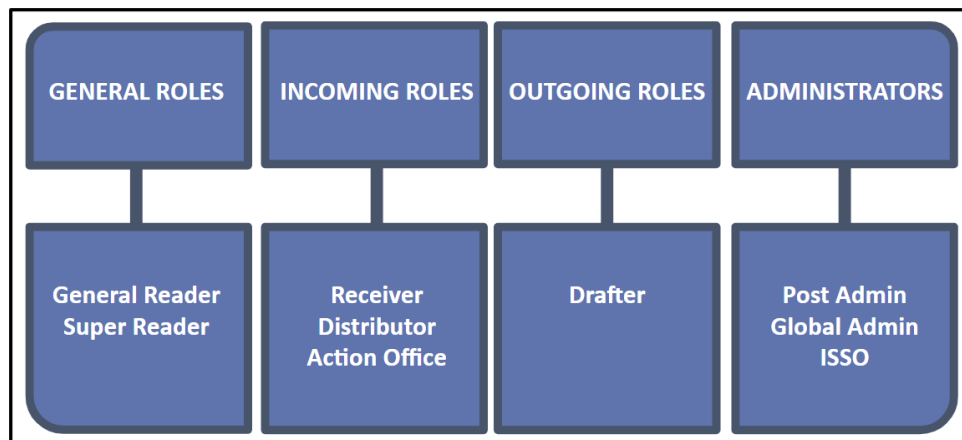 GENERAL ROLES
INCOMING ROLES
OUTGOING ROLES
ADMINISTRATORS
General Reader
Super Reader
Receiver
Distributor
Action Office
Drafter
Post Admin
Global Admin
ISSO